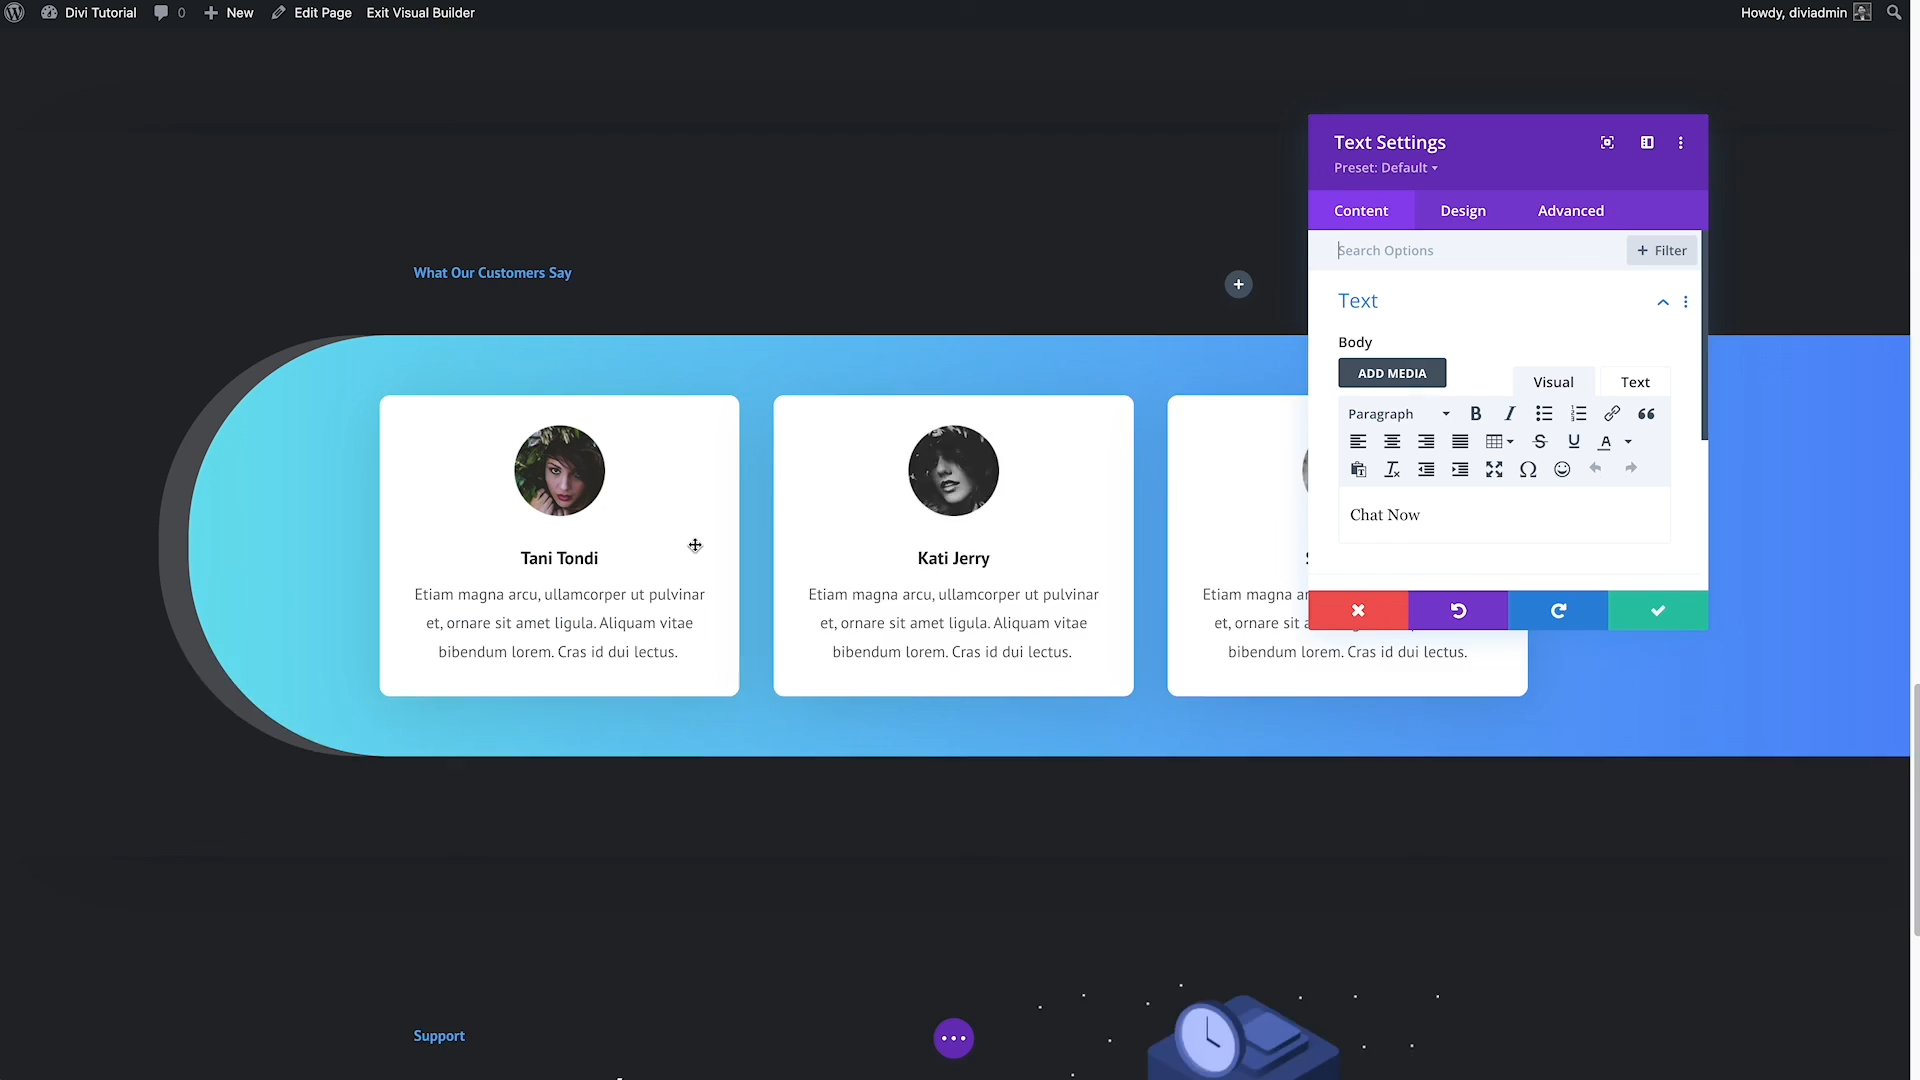 Divi Tutorial 0 New Edit Page Exit Visual Builder Howdy, diviadmin
Text Settings
Preset: Default
Content Design Advanced
Search Options + Filter
What Our Customers Say
Text
Body
ADD MEDIA
Visual Text
Paragraph
Chat Now
Tani Tondi
Etiam magna arcu, ullamcorper ut pulvinar
et, ornare sit amet ligula. Aliquam vitae
bibendum lorem. Cras id dui lectus.
Kati Jerry
Etiam magna arcu, ullamcorper ut pulvinar
et, ornare sit amet ligula. Aliquam vitae
bibendum lorem. Cras id dui lectus.
Etiam magna
et, ornare sit
bibendum lorem. Cras id dui lectus.
Support